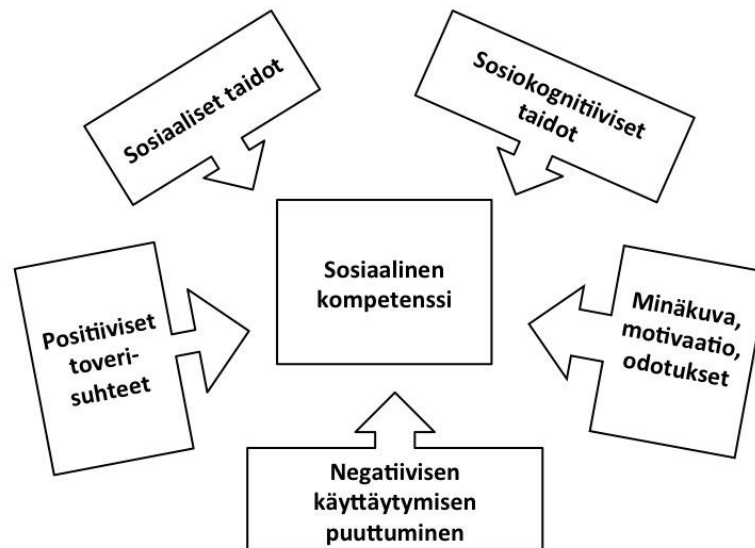 Sosiaaliset taidot
Sosiokognitiiviset
taidot
Sosiaalinen
kompetenssi
Positiiviset
toveri-
suhteet
Minäkuva,
motivaatio,
odotukset
Negatiivisen
käyttäytymisen
puuttuminen